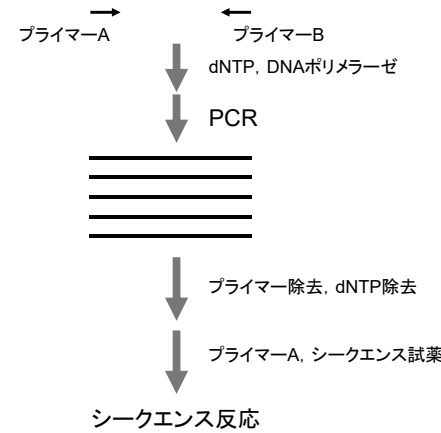 プライマーA
プライマーB
dNTP, DNAポリメラーゼ
PCR
プライマー除去, dNTP除去
プライマーA, シークエンス試薬
シークエンス反応